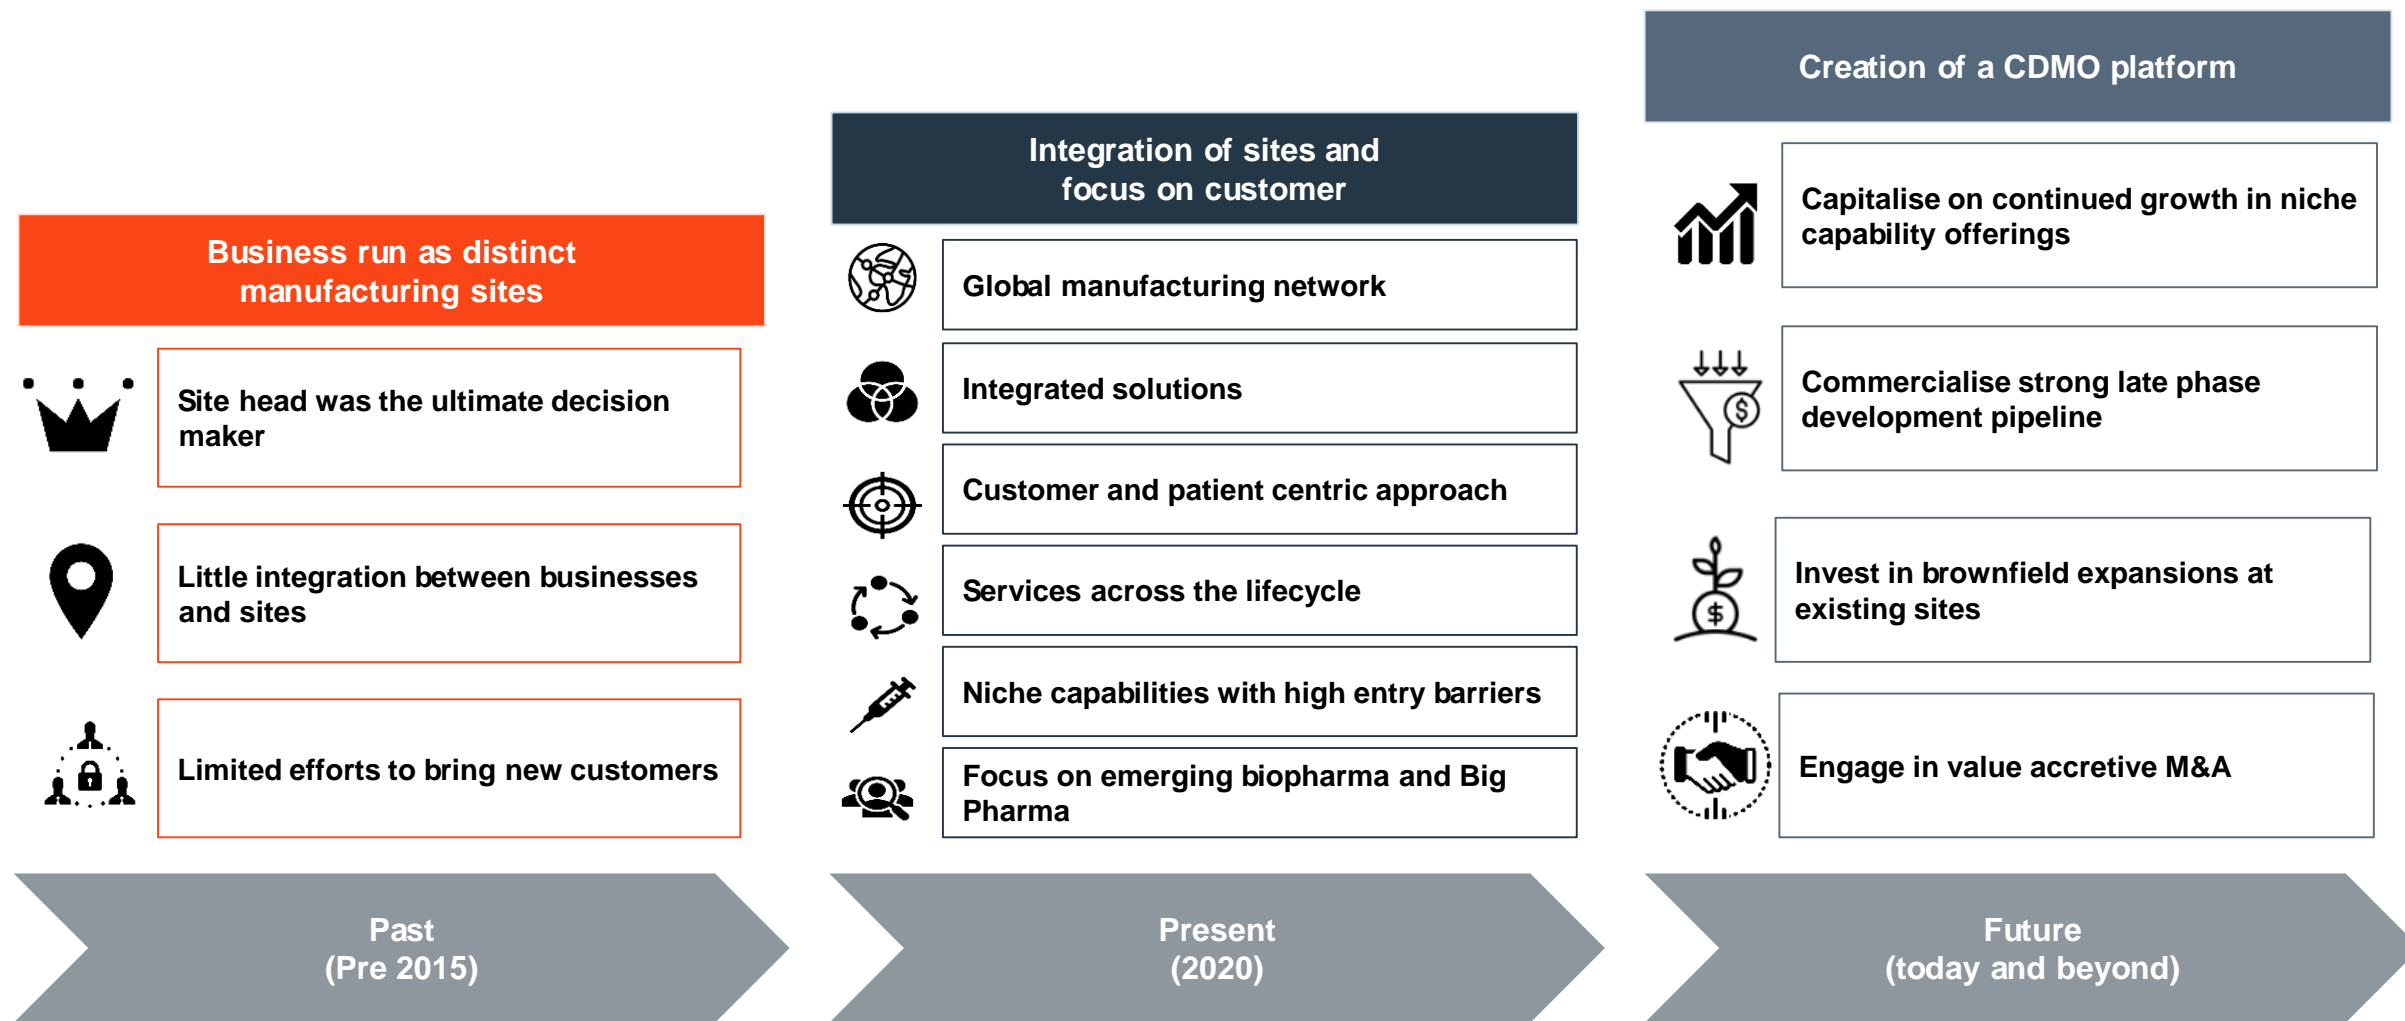 Business run as distinct
manufacturing sites
Site head was the ultimate decision
maker
Little integration between businesses
and sites
Limited efforts to bring new customers
Past
(Pre 2015)
Integration of sites and
focus on customer
Global manufacturing network
Integrated solutions
Customer and patient centric approach
Services across the lifecycle
Niche capabilities with high entry barriers
Focus on emerging biopharma and Big
Pharma
Present
(2020)
Creation of a CDMO platform
Capitalise on continued growth in niche
capability offerings
Commercialise strong late phase
development pipeline
$
Invest in brownfield expansions at
existing sites
$
Engage in value accretive M&A
Future
(today and beyond)